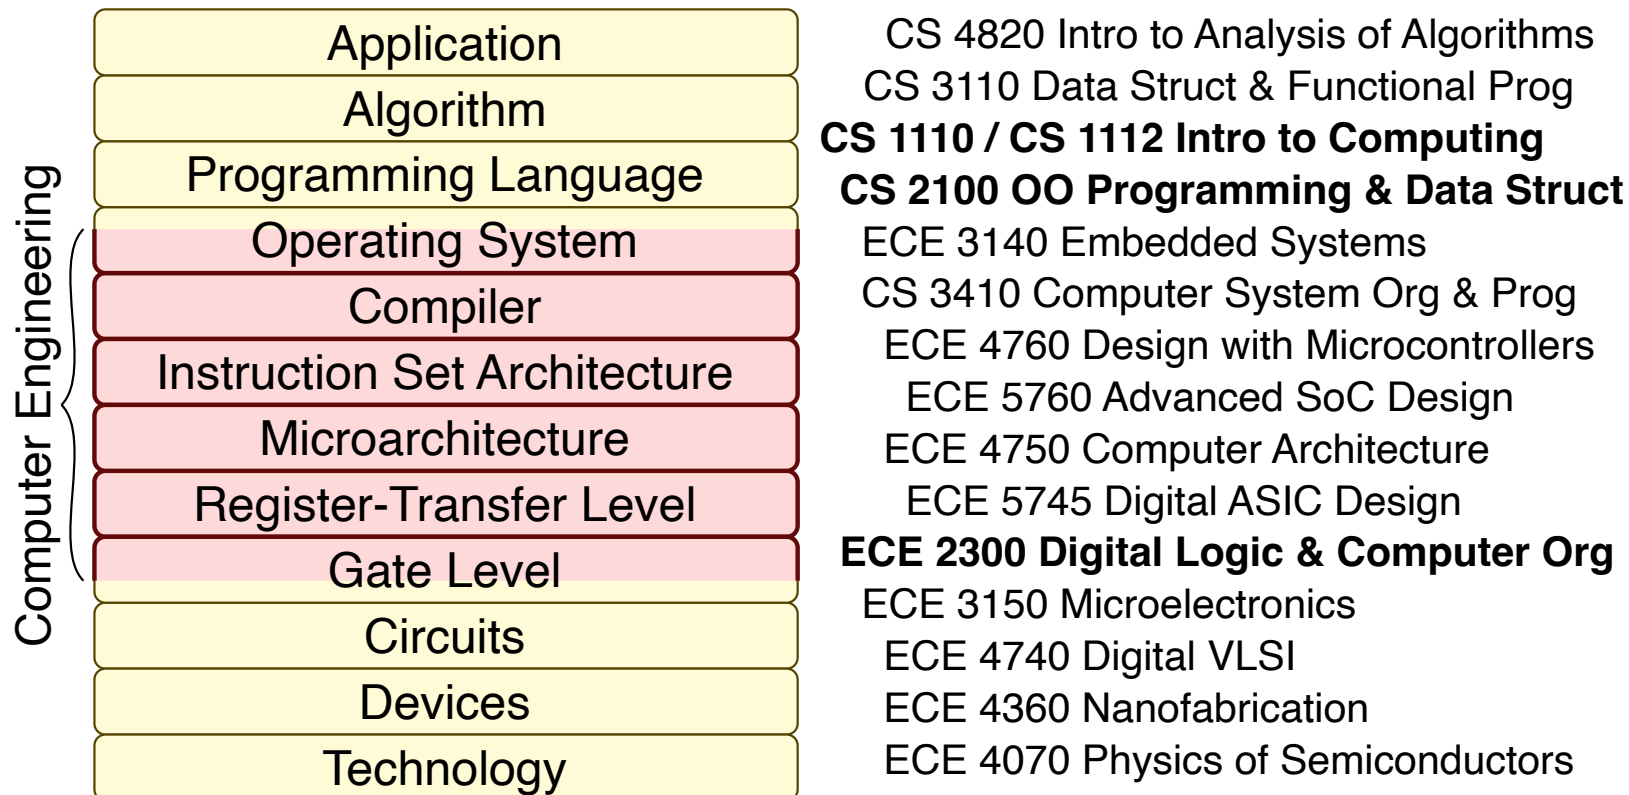 Computer Engineering
Application
Algorithm
Programming Language
Operating System
Compiler
Instruction Set Architecture
Microarchitecture
Register-Transfer Level
Gate Level
Circuits
Devices
Technology
CS 4820 Intro to Analysis of Algorithms
CS 3110 Data Struct & Functional Prog
CS 1110 / CS 1112 Intro to Computing
CS 2100 OO Programming & Data Struct
ECE 3140 Embedded Systems
CS 3410 Computer System Org & Prog
ECE 4760 Design with Microcontrollers
ECE 5760 Advanced SoC Design
ECE 4750 Computer Architecture
ECE 5745 Digital ASIC Design
ECE 2300 Digital Logic & Computer Org
ECE 3150 Microelectronics
ECE 4740 Digital VLSI
ECE 4360 Nanofabrication
ECE 4070 Physics of Semiconductors